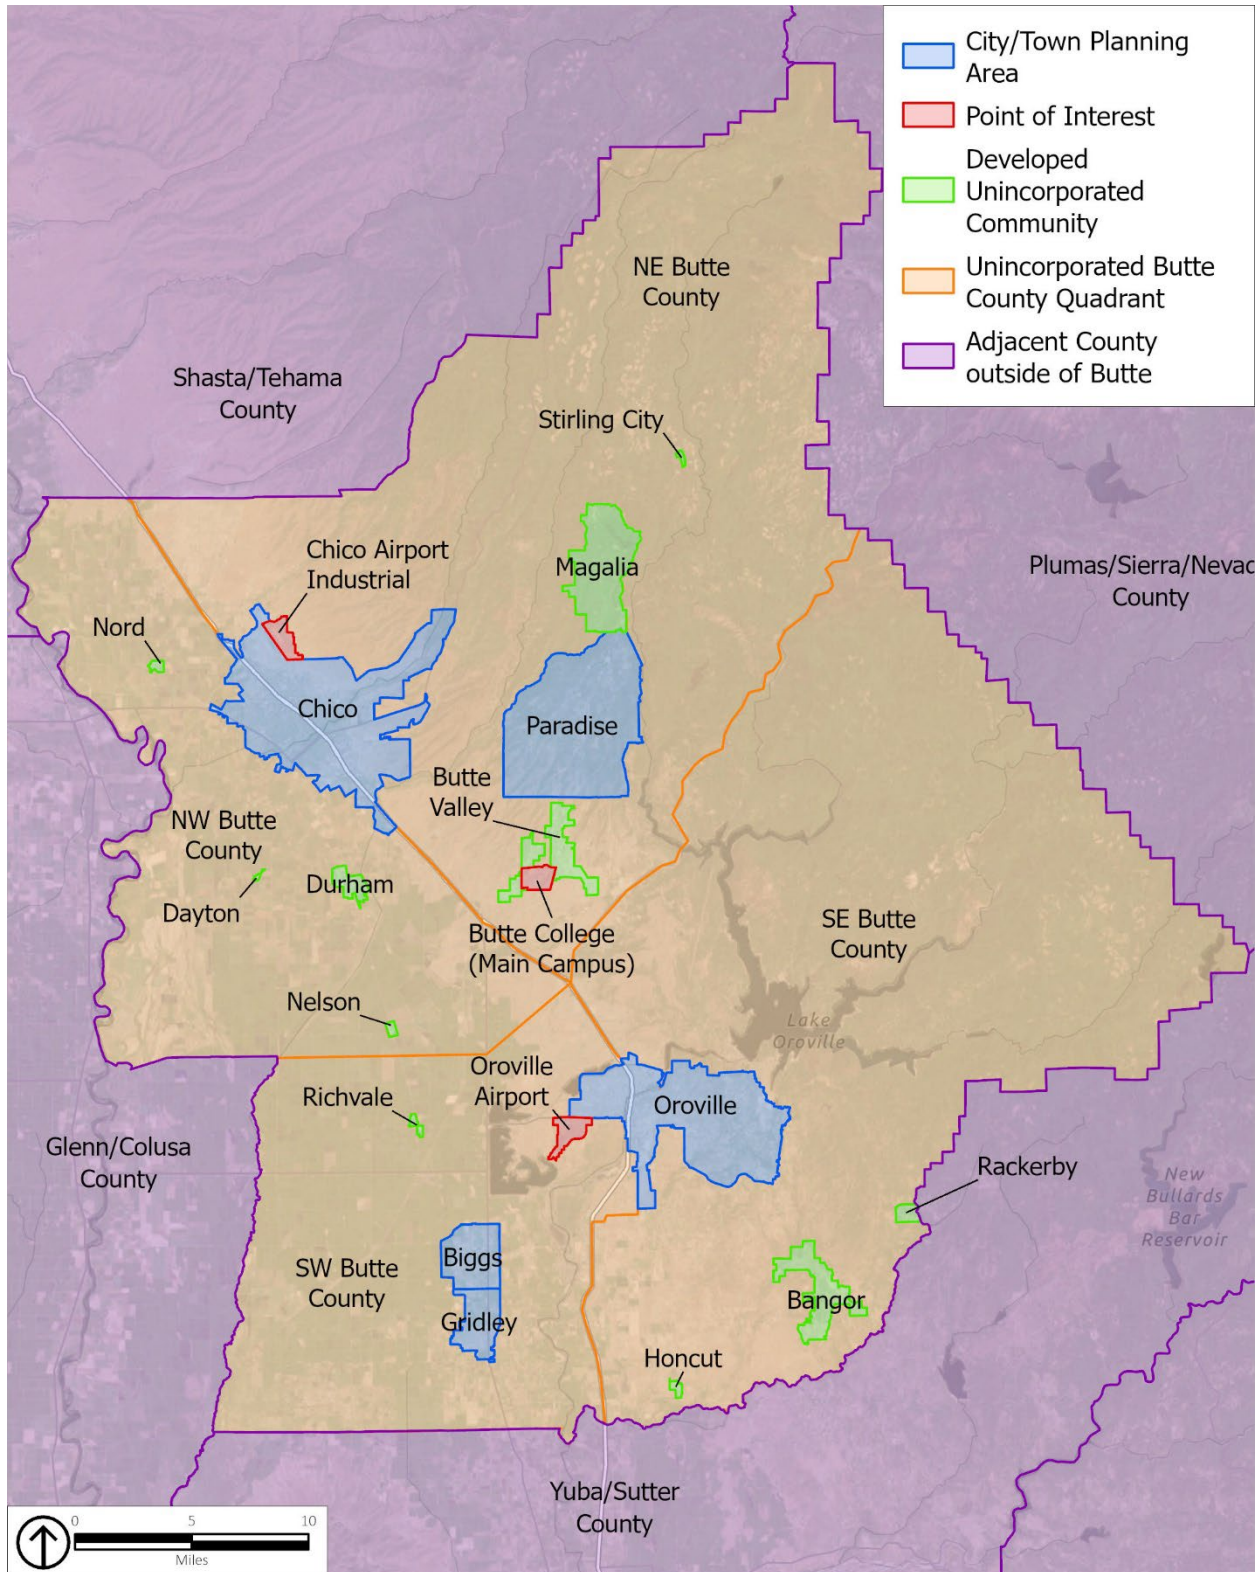 City/Town Planning
Area
Point of Interest
Developed
Unincorporated
Community
Unincorporated Butte
County Quadrant
Adjacent County
outside of Butte
NE Butte
County
Shasta/Tehama
County
Stirling City
Chico Airport
Industrial
Magalia
Plumas/Sierra/Nevad
County
Nord
Chico
Paradise
Butte
Valley
NW Butte
County
Durham
Dayton
SE Butte
County
Butte College
(Main Campus)
Nelson
Lake
Oroville
Oroville
Airport
Richvale
Oroville
Glenn/Colusa
County
Rackerby
New
Bullards
Bar
Reservoir
SW Butte
County
Biggs
Gridley
Bangor
Honcut
Yuba/Sutter
County
0 5 10
Miles